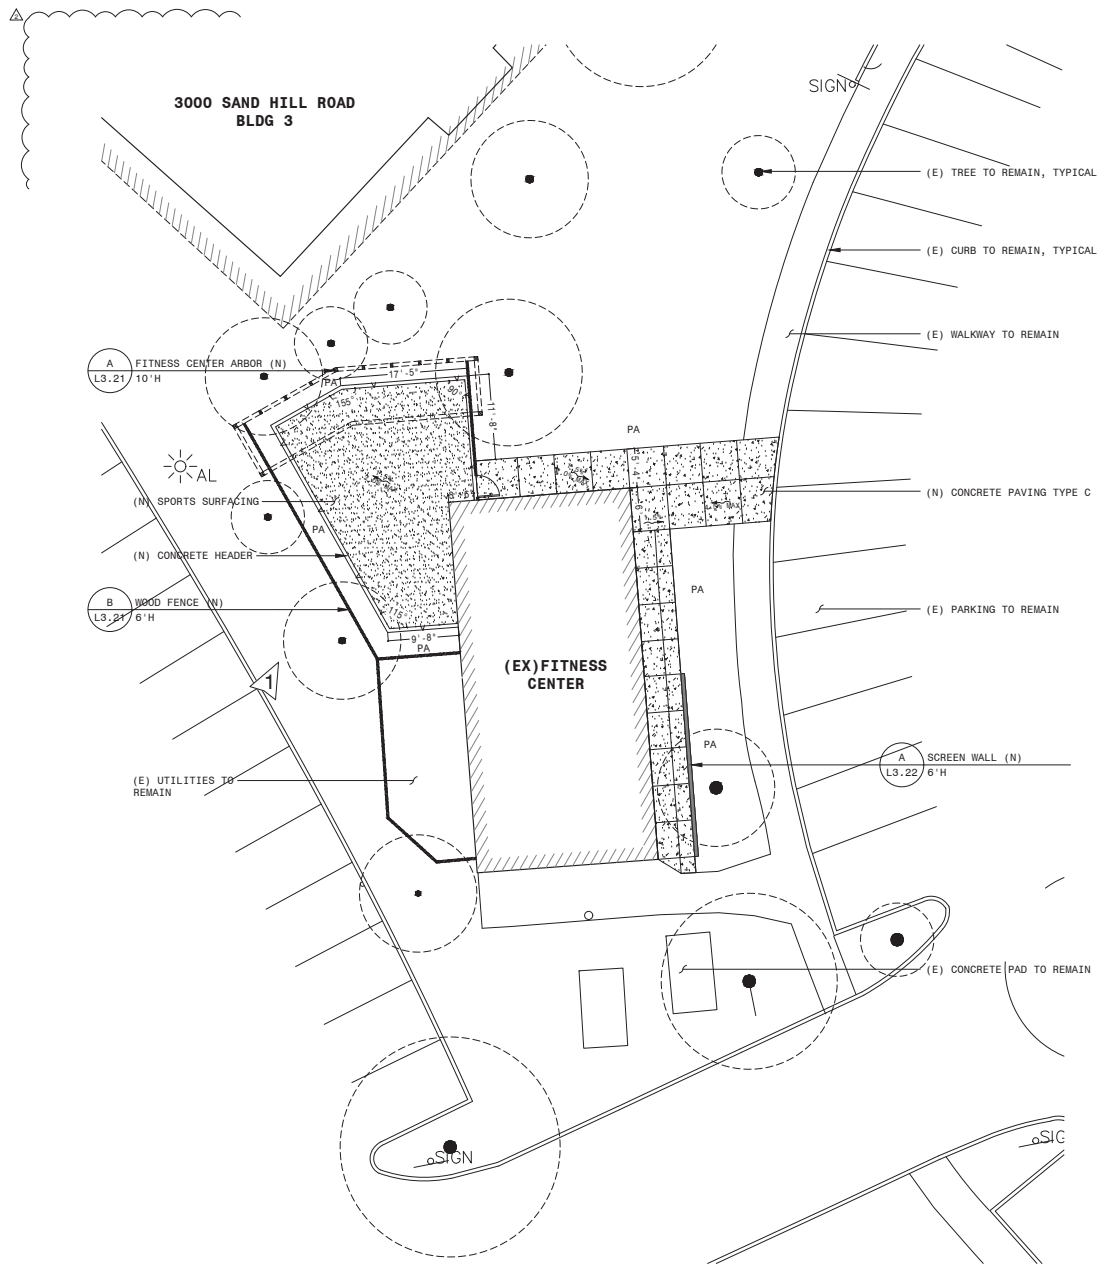 3000 SAND HILL ROAD
BLDG 3
SIGN
(E) TREE TO REMAIN, TYPICAL
(E) CURB TO REMAIN, TYPICAL
(E) WALKWAY TO REMAIN
A FITNESS CENTER ARBOR (N)
L3.21 10'H
PA
17'-5"
90°
155°
11'-8"
PA
AL
(N) SPORTS SURFACING
(N) CONCRETE PAVING TYPE C
PA
(N) CONCRETE HEADER
PA
B WOOD FENCE (N)
L3.21 6'H
(E) PARKING TO REMAIN
115°
9'-8"
PA
(EX)FITNESS
CENTER
1
PA
A SCREEN WALL (N)
L3.22 6'H
(E) UTILITIES TO
REMAIN
(E) CONCRETE PAD TO REMAIN
SIGN
SIG